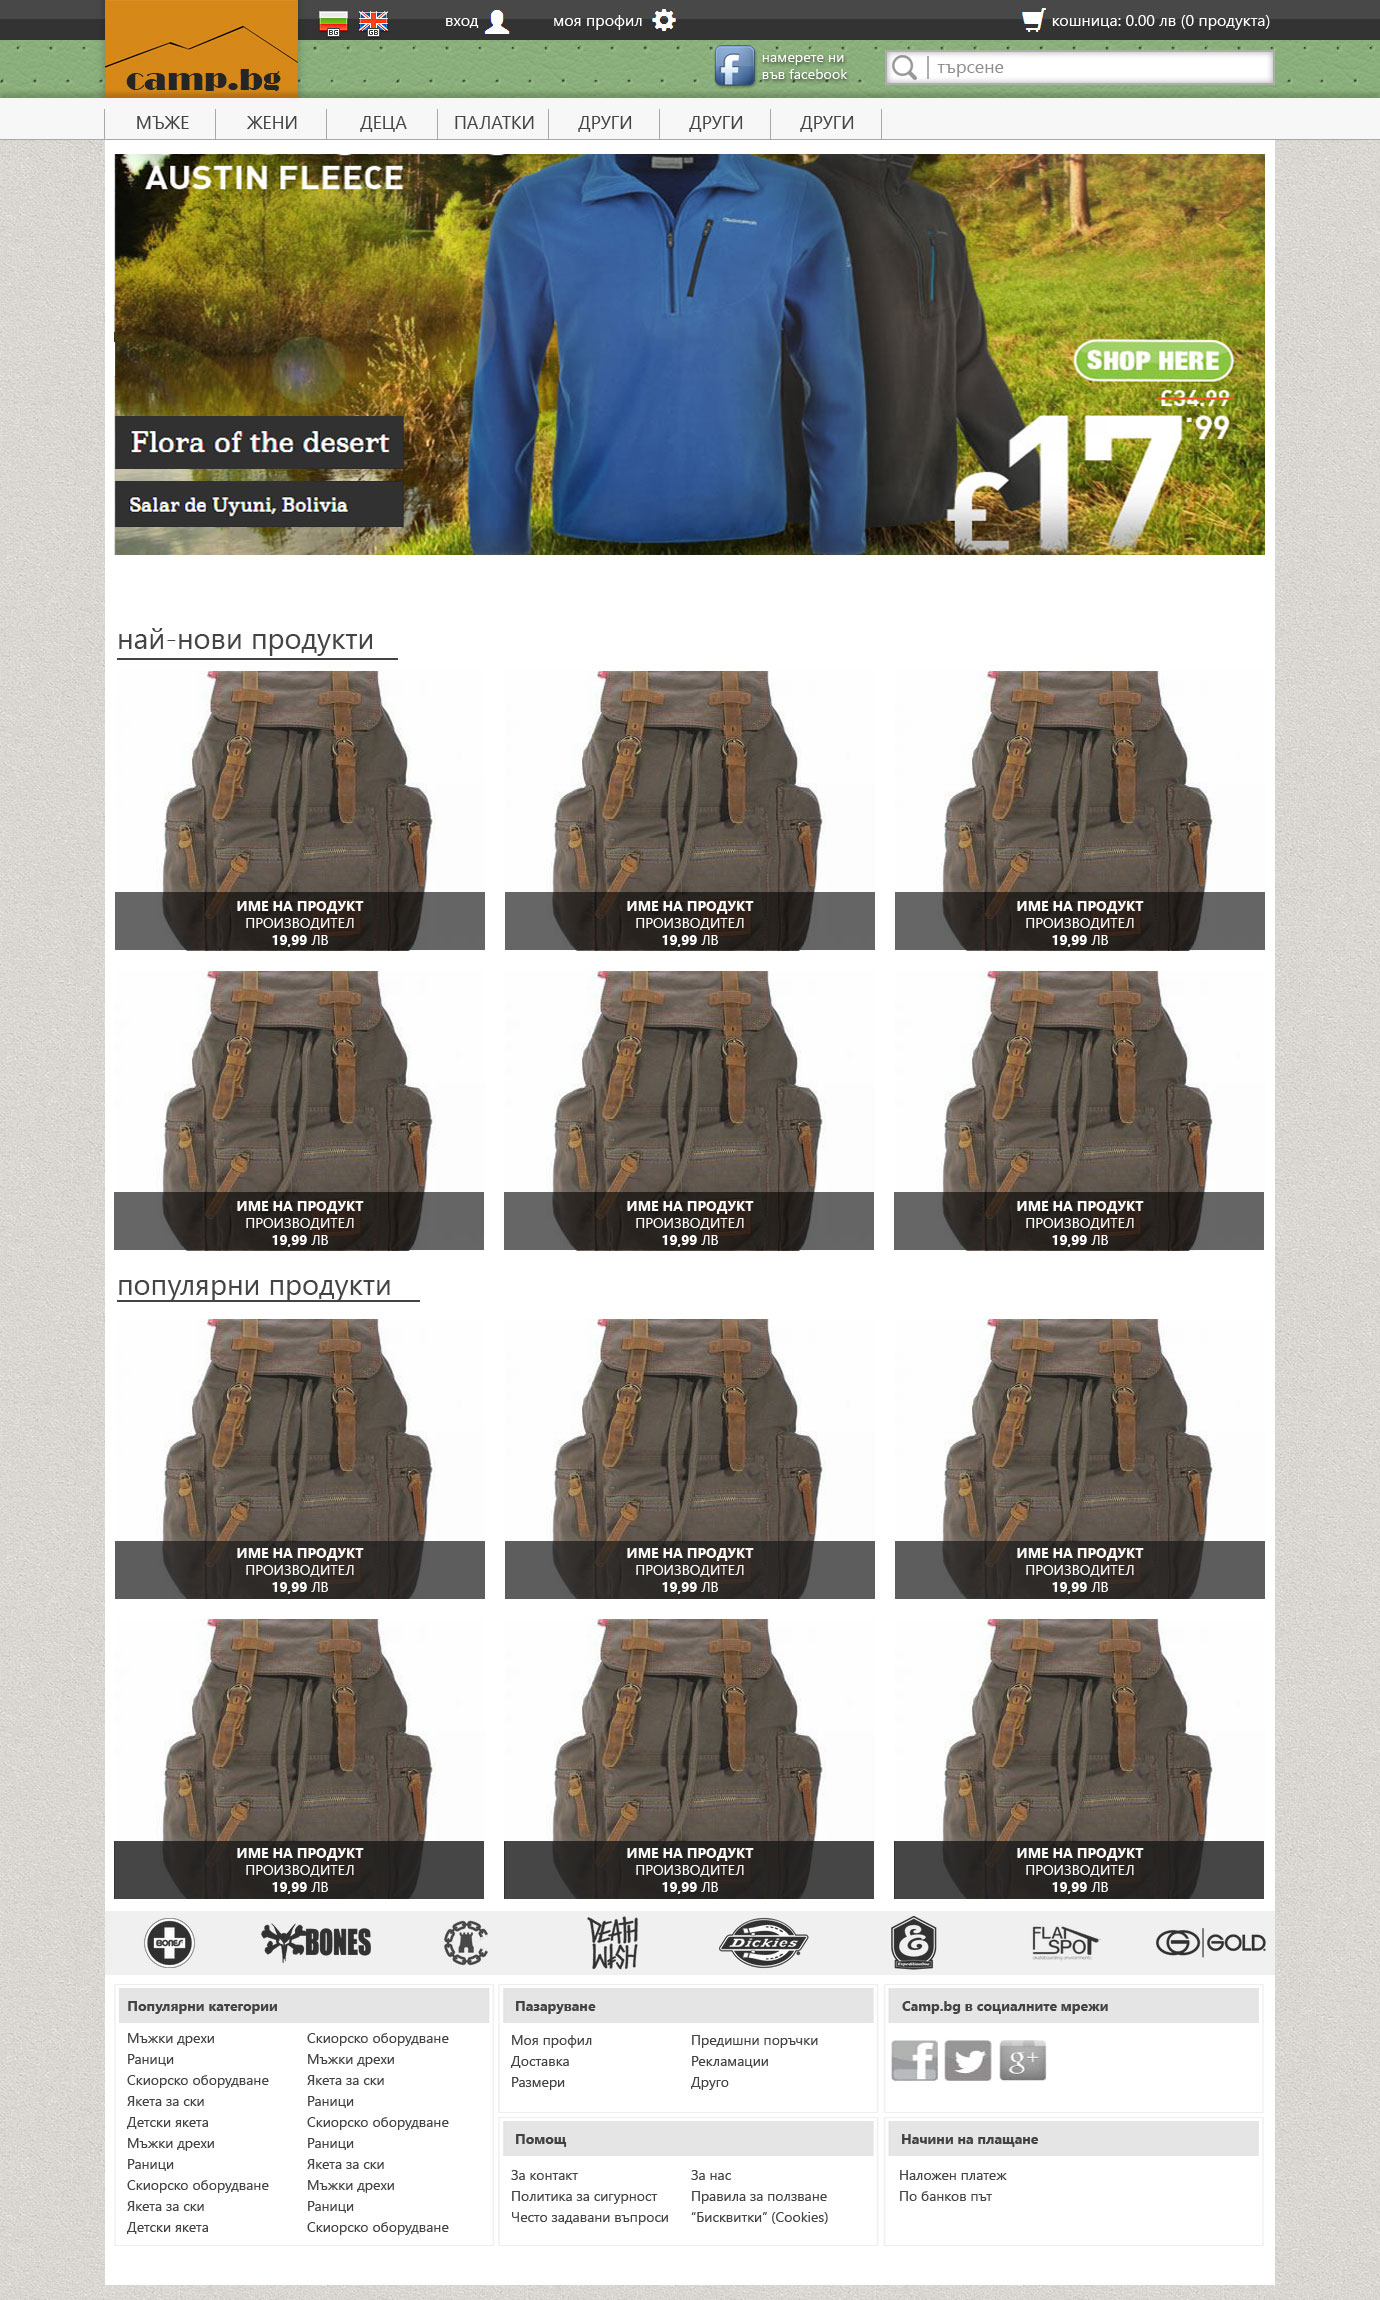 BG
GB
вход
моя профил
кошница: 0.00 лв (0 продукта)
camp.bg
намерете ни
във facebook
търсене
МЪЖЕ
ЖЕНИ
ДЕЦА
ПАЛАТКИ
ДРУГИ
ДРУГИ
ДРУГИ
AUSTIN FLEECE
SHOP HERE
£34.99
£17.99
Flora of the desert
Salar de Uyuni, Bolivia
най-нови продукти
ИМЕ НА ПРОДУКТ
ПРОИЗВОДИТЕЛ
19,99 ЛВ
ИМЕ НА ПРОДУКТ
ПРОИЗВОДИТЕЛ
19,99 ЛВ
ИМЕ НА ПРОДУКТ
ПРОИЗВОДИТЕЛ
19,99 ЛВ
ИМЕ НА ПРОДУКТ
ПРОИЗВОДИТЕЛ
19,99 ЛВ
ИМЕ НА ПРОДУКТ
ПРОИЗВОДИТЕЛ
19,99 ЛВ
ИМЕ НА ПРОДУКТ
ПРОИЗВОДИТЕЛ
19,99 ЛВ
популярни продукти
ИМЕ НА ПРОДУКТ
ПРОИЗВОДИТЕЛ
19,99 ЛВ
ИМЕ НА ПРОДУКТ
ПРОИЗВОДИТЕЛ
19,99 ЛВ
ИМЕ НА ПРОДУКТ
ПРОИЗВОДИТЕЛ
19,99 ЛВ
ИМЕ НА ПРОДУКТ
ПРОИЗВОДИТЕЛ
19,99 ЛВ
ИМЕ НА ПРОДУКТ
ПРОИЗВОДИТЕЛ
19,99 ЛВ
ИМЕ НА ПРОДУКТ
ПРОИЗВОДИТЕЛ
19,99 ЛВ
BONES
BONES
DEATH
WISH
Dickies
FLAT
SPOT
GOLD
Популярни категории
Мъжки дрехи
Раници
Скиорско оборудване
Якета за ски
Детски якета
Мъжки дрехи
Раници
Скиорско оборудване
Якета за ски
Детски якета
Скиорско оборудване
Мъжки дрехи
Якета за ски
Раници
Скиорско оборудване
Раници
Якета за ски
Мъжки дрехи
Раници
Скиорско оборудване
Пазаруване
Моя профил
Доставка
Размери
Предишни поръчки
Рекламации
Друго
Camp.bg в социалните мрежи
f
g+
Помощ
За контакт
Политика за сигурност
Често задавани въпроси
За нас
Правила за ползване
“Бисквитки” (Cookies)
Начини на плащане
Наложен платеж
По банков път